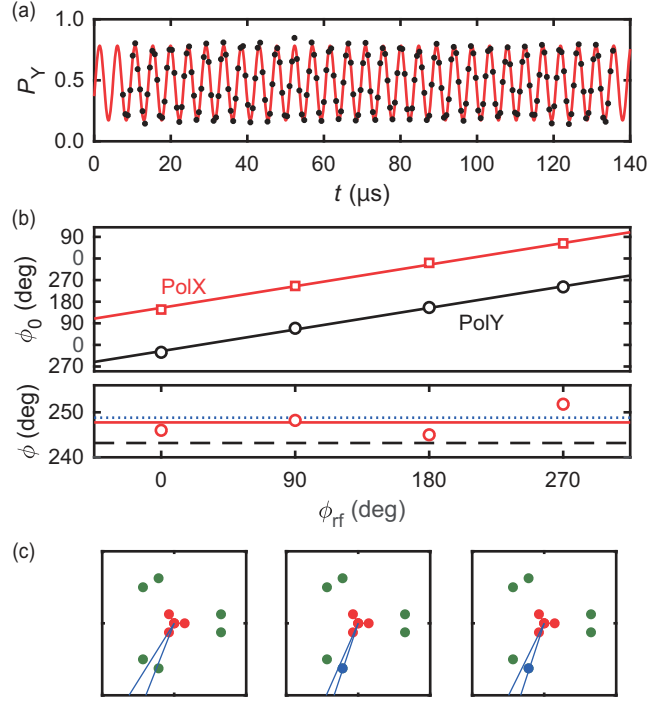 (a)
1.0
0.5
0.0
P_Y
0 20 40 60 80 100 120 140
t (μs)
(b)
90
0
270
180
90
0
270
ϕ_0 (deg)
PolX
PolY
250
240
ϕ (deg)
0 90 180 270
ϕ_rf (deg)
(c)